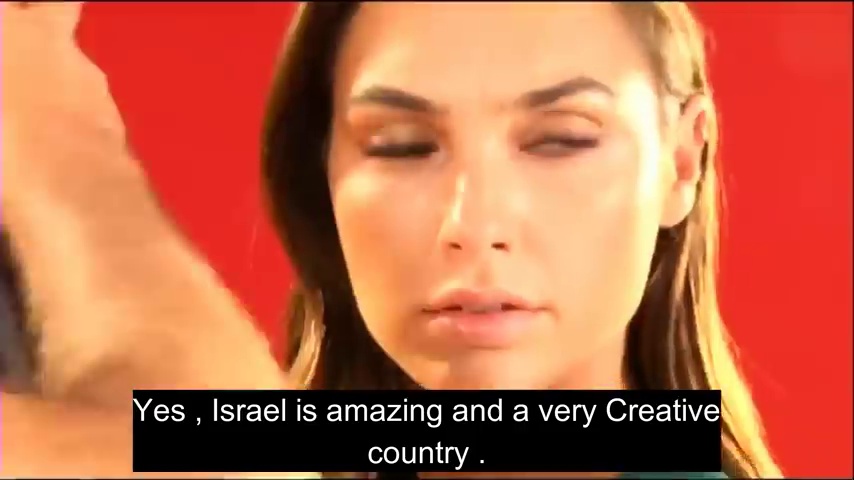 Yes , Israel is amazing and a very Creative
country .